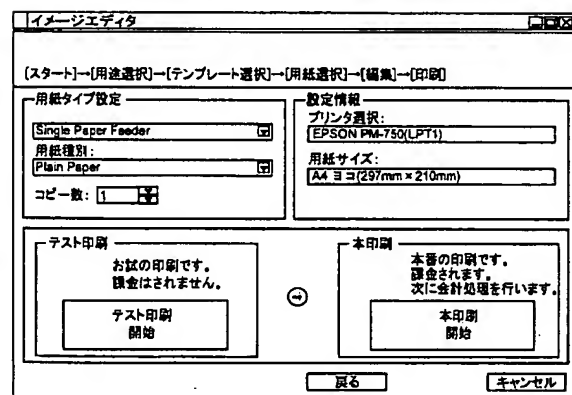 イメージエディタ
[スタート]→[用途選択]→[テンプレート選択]→[用紙選択]→[編集]→[印刷]
用紙タイプ設定
Single Paper Feeder
用紙種別:
Plain Paper
コピー数: 1
設定情報
プリンタ選択:
EPSON PM-750(LPT1)
用紙サイズ:
A4 ヨコ(297mm×210mm)
テスト印刷
お試の印刷です。
課金はされません。
テスト印刷
開始
→
本印刷
本番の印刷です。
課金されます。
次に会計処理を行います。
本印刷
開始
戻る
キャンセル